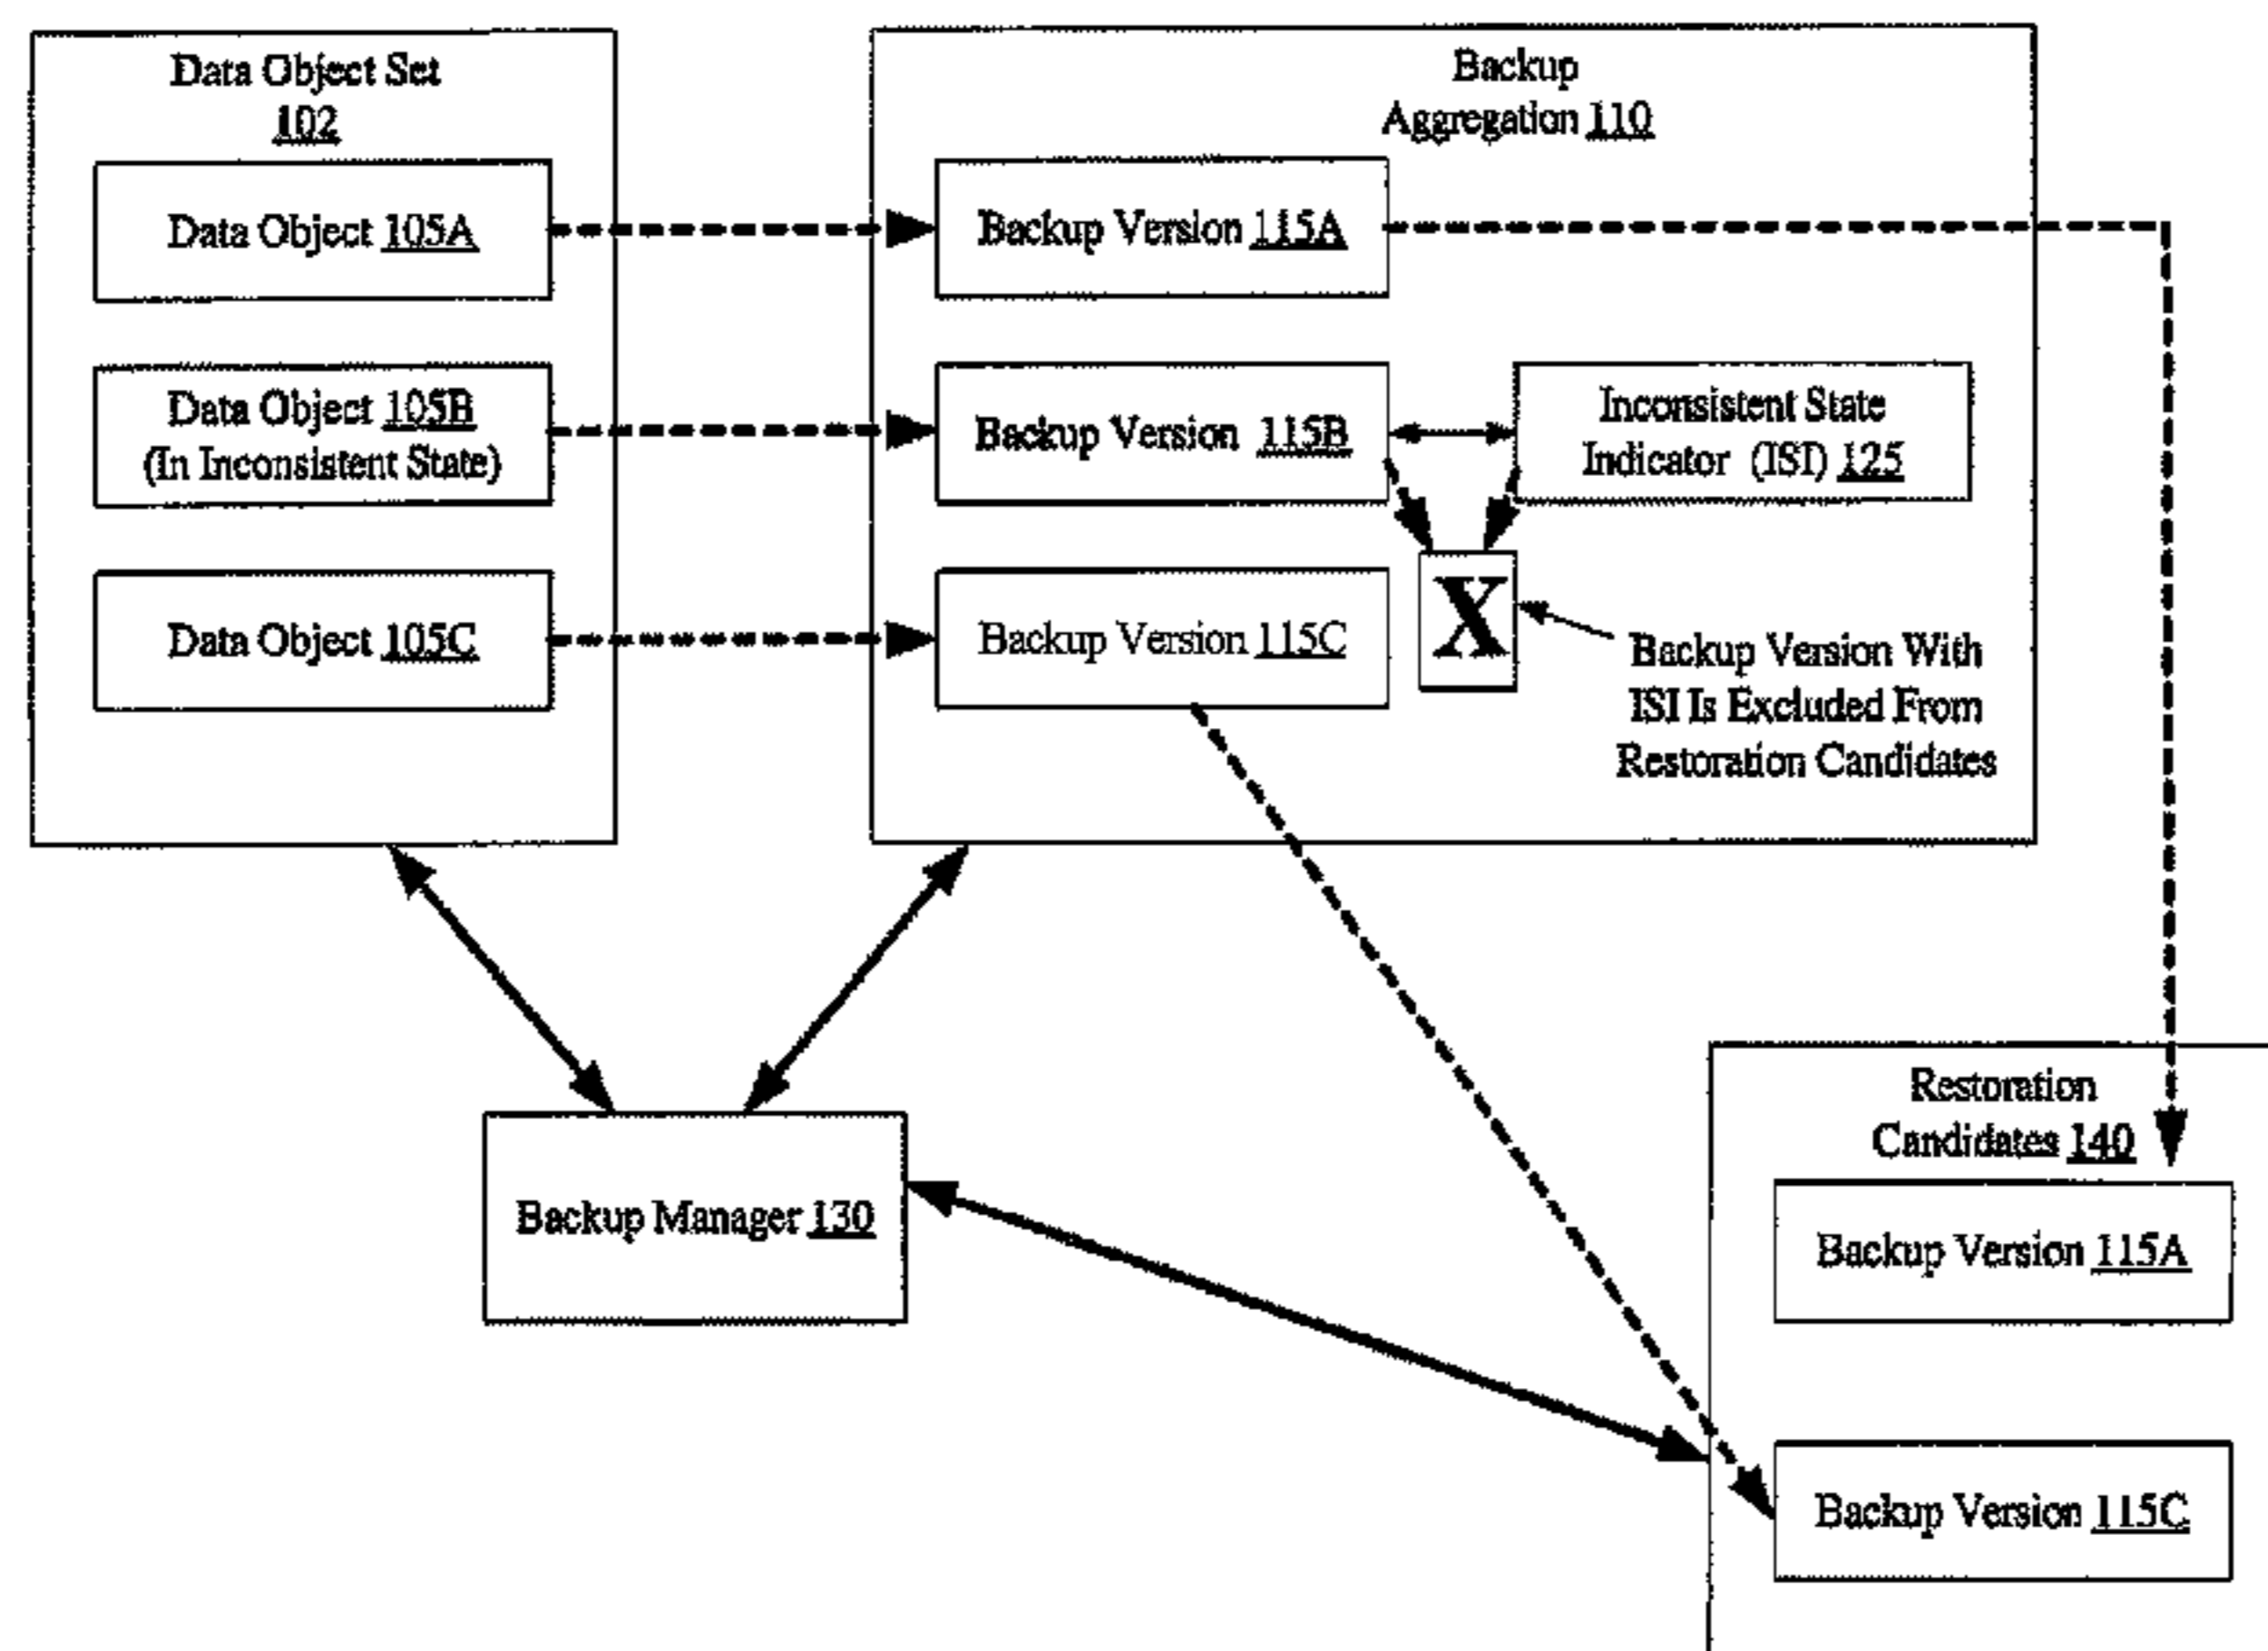 Data Object Set
102
Data Object 105A
Data Object 105B
(In Inconsistent State)
Data Object 105C
Backup
Aggregation 110
Backup Version 115A
Backup Version 115B
Inconsistent State
Indicator (ISI) 125
Backup Version 115C
X
Backup Version With
ISI Is Excluded From
Restoration Candidates
Backup Manager 130
Restoration
Candidates 140
Backup Version 115A
Backup Version 115C